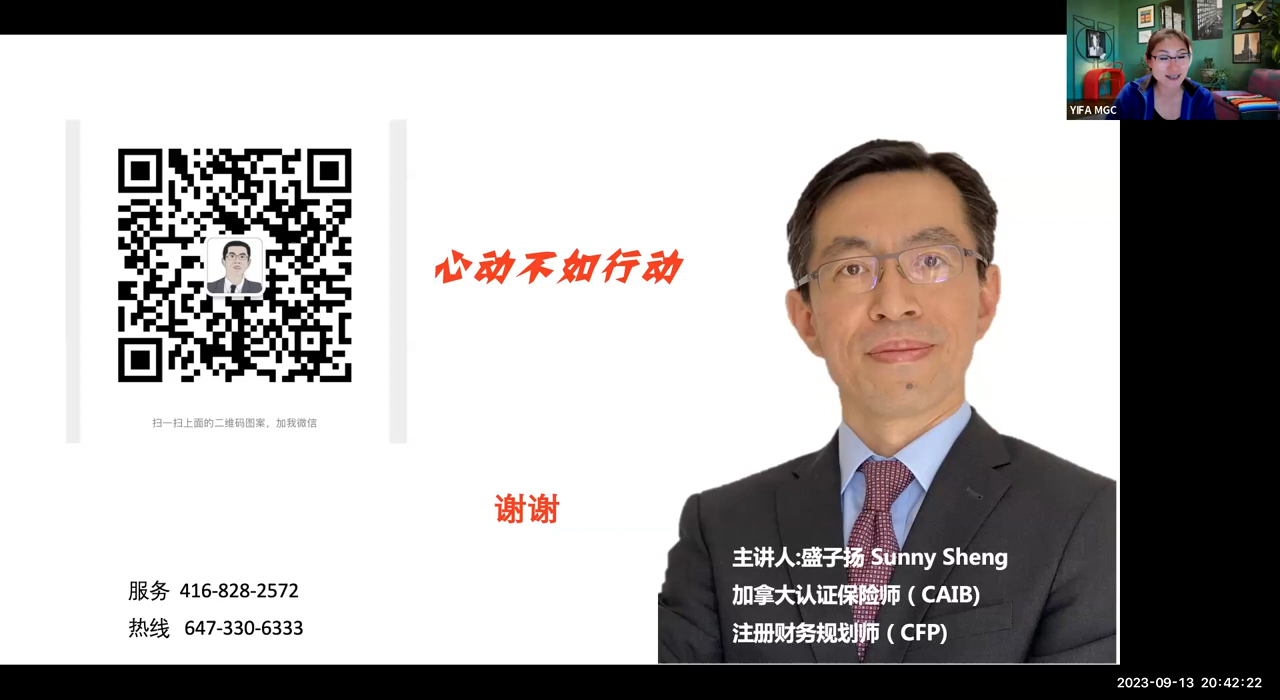 YIFA MGC
心动不如行动
扫一扫上面的二维码图案，加我微信
谢谢
服务 416-828-2572
热线 647-330-6333
主讲人:盛子扬 Sunny Sheng
加拿大认证保险师 ( CAIB)
注册财务规划师 ( CFP)
2023-09-13 20:42:22